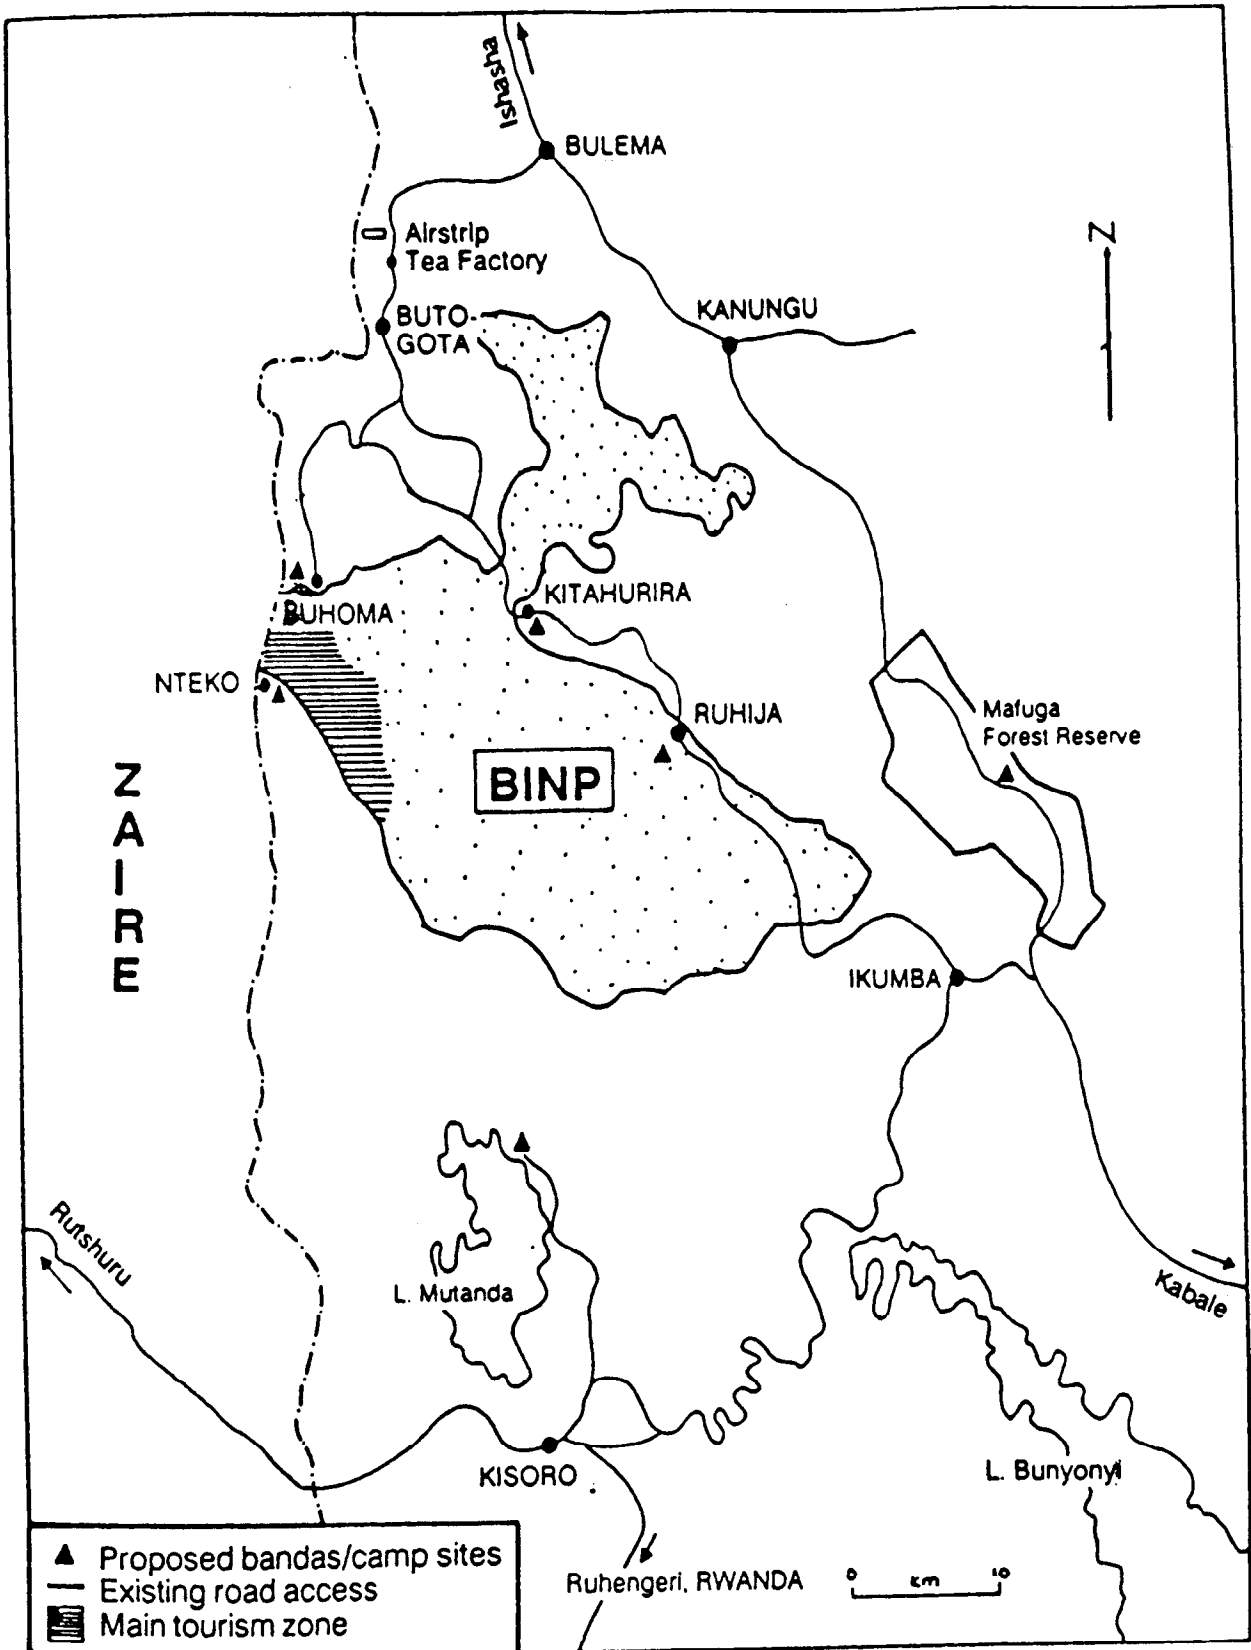 Ishasha
BULEMA
N
Airstrip
Tea Factory
KANUNGU
BUTO-
GOTA
KITAHURIRA
BUHOMA
NTEKO
RUHIJA
Mafuga
Forest Reserve
BINP
ZAIRE
IKUMBA
Rutshuru
L. Mutanda
Kabale
KISORO
L. Bunyonyi
Ruhengeri, RWANDA
0 km 10
Proposed bandas/camp sites
Existing road access
Main tourism zone